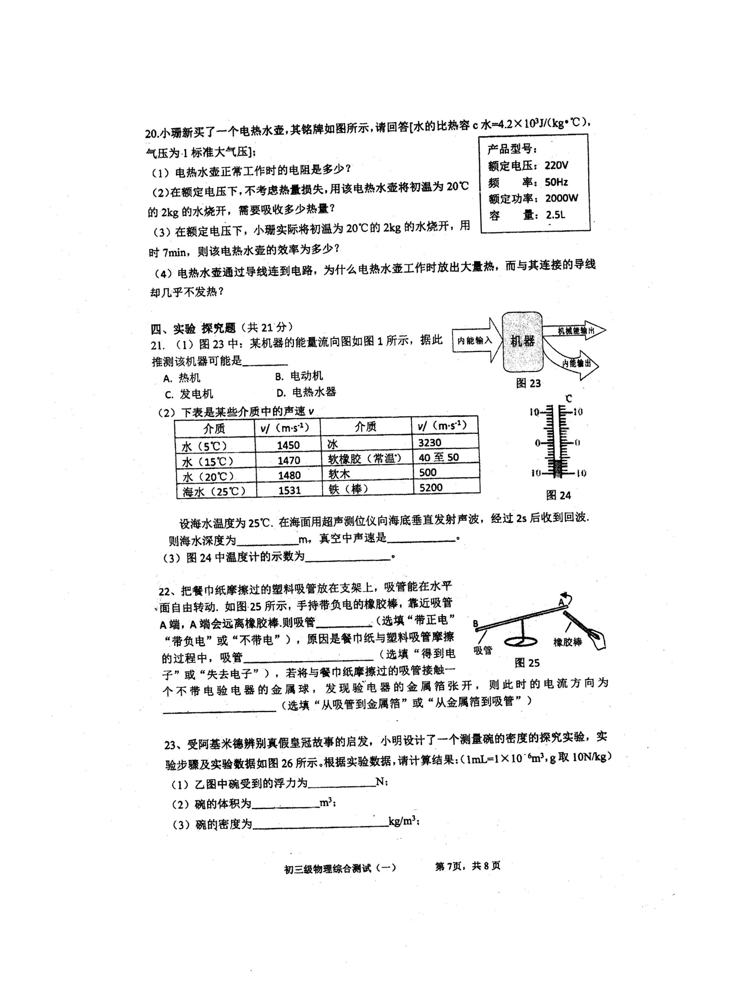 20.小珊新买了一个电热水壶,其铭牌如图所示,请回答[水的比热容 c 水=4.2×10³J/(kg•℃),
气压为 1 标准大气压];
(1)电热水壶正常工作时的电阻是多少?
(2)在额定电压下,不考虑热量损失,用该电热水壶将初温为 20℃
的 2kg 的水烧开,需要吸收多少热量?
(3)在额定电压下,小珊实际将初温为 20℃的 2kg 的水烧开,用
时 7min,则该电热水壶的效率为多少?
(4)电热水壶通过导线连到电路,为什么电热水壶工作时放出大量热,而与其连接的导线
却几乎不发热?
产品型号:
额定电压:220V
频 率:50Hz
额定功率:2000W
容 量:2.5L
四、实验 探究题(共 21 分)
21.(1)图 23 中:某机器的能量流向图如图 1 所示,据此
推测该机器可能是________
A. 热机 B. 电动机
C. 发电机 D. 电热水器
内能输入
机器
机械能输出
内能输出
图 23
(2)下表是某些介质中的声速 v
介质 v/(m·s⁻¹) 介质 v/(m·s⁻¹)
水(5℃) 1450 冰 3230
水(15℃) 1470 软橡胶(常温) 40 至 50
水(20℃) 1480 软木 500
海水(25℃) 1531 铁(棒) 5200
℃
10 10
0 0
10 10
图 24
设海水温度为 25℃. 在海面用超声测位仪向海底垂直发射声波,经过 2s 后收到回波.
则海水深度为__________m,真空中声速是___________。
(3)图 24 中温度计的示数为______________。
22、把餐巾纸摩擦过的塑料吸管放在支架上,吸管能在水平
面自由转动. 如图 25 所示,手持带负电的橡胶棒,靠近吸管
A 端,A 端会远离橡胶棒.则吸管_________(选填“带正电”
“带负电”或“不带电”),原因是餐巾纸与塑料吸管摩擦
的过程中,吸管____________________(选填“得到电
子”或“失去电子”),若将与餐巾纸摩擦过的吸管接触一
个不带电验电器的金属球,发现验电器的金属箔张开,则此时的电流方向为
__________________(选填“从吸管到金属箔”或“从金属箔到吸管”)
A
B
吸管
橡胶棒
图 25
23、受阿基米德辨别真假皇冠故事的启发,小明设计了一个测量碗的密度的探究实验,实
验步骤及实验数据如图 26 所示。根据实验数据,请计算结果:(1mL=1×10⁻⁶m³,g 取 10N/kg)
(1)乙图中碗受到的浮力为___________N;
(2)碗的体积为___________m³;
(3)碗的密度为______________________kg/m³;
初三级物理综合测试(一) 第 7页,共 8 页